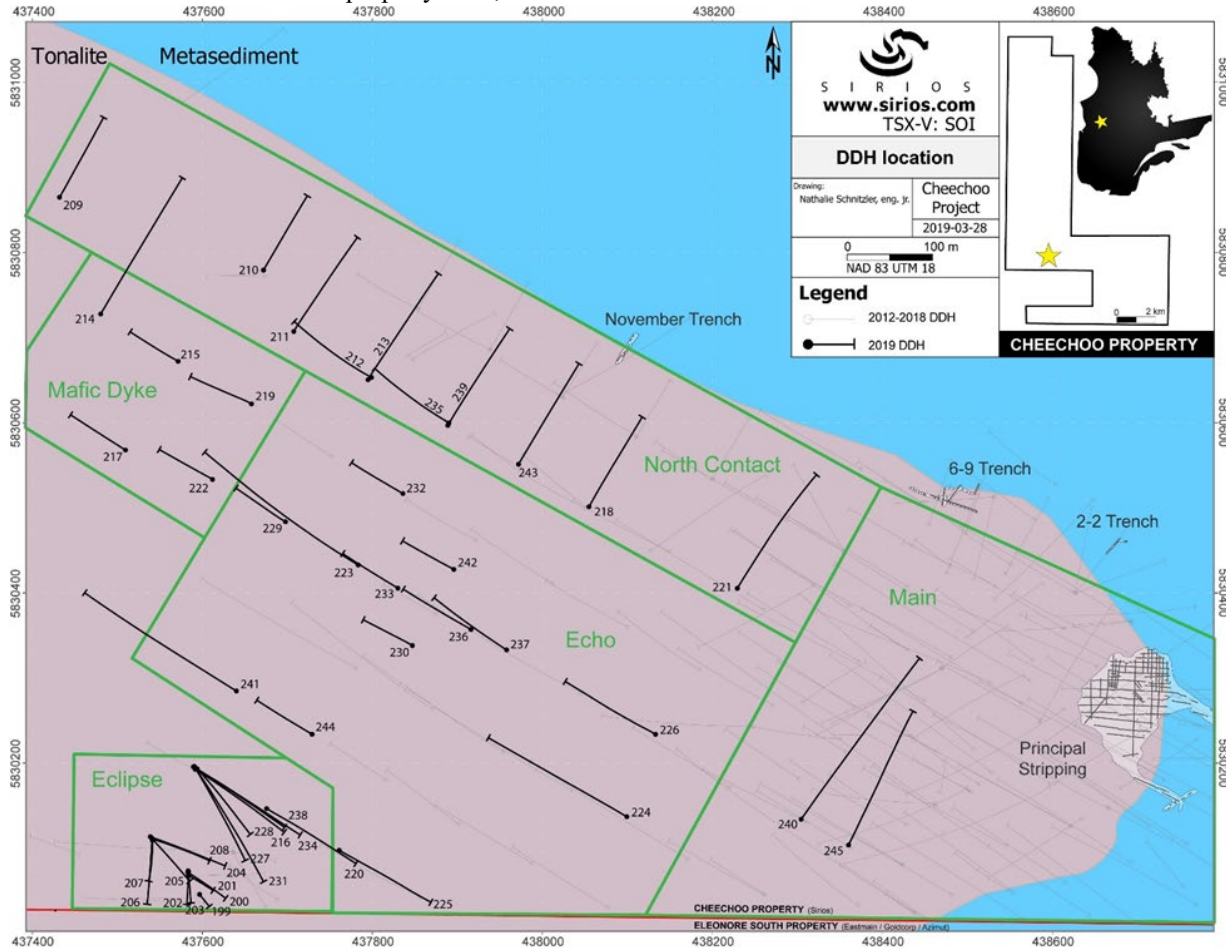 437400 437600 437800 438000 438200 438400 438600
5831000
5830800
5830600
5830400
5830200
5831000
5830800
5830600
5830400
5830200
Tonalite
Metasediment
N
SIRIOS
www.sirios.com
TSX-V: SOI
DDH location
Drawing:
Nathalie Schnitzler, eng. jr.
Cheechoo
Project
2019-03-28
0 100 m
NAD 83 UTM 18
Legend
2012-2018 DDH
2019 DDH
0 2 km
CHEECHOO PROPERTY
209
210
214
211
212
213
235
239
November Trench
215
219
Mafic Dyke
217
222
232
243
218
North Contact
6-9 Trench
2-2 Trench
229
223
242
233
221
Main
236
237
230
Echo
241
244
226
Principal
Stripping
Eclipse
224
240
245
238
228
216
234
208
227
204
220
207
205
231
201
206
202
200
203
199
225
CHEECHOO PROPERTY (Sirios)
ELEONORE SOUTH PROPERTY (Eastmain / Goldcorp / Azimut)
437400 437600 437800 438000 438200 438400 438600